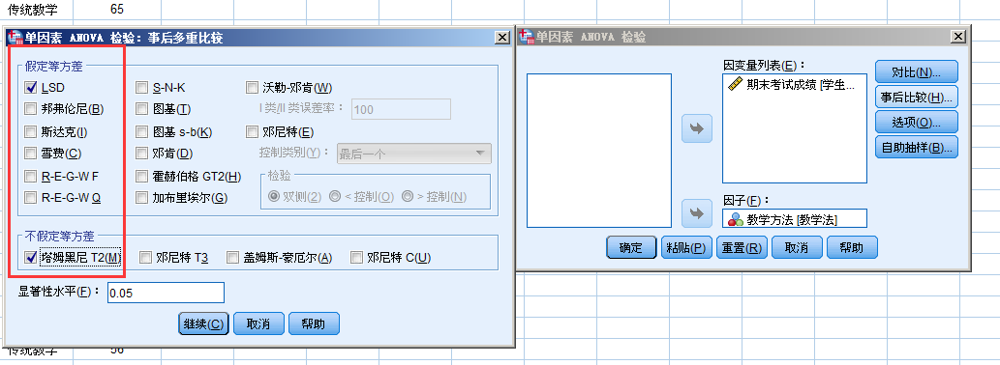 传统教学 65
单因素 ANOVA 检验：事后多重比较
假定等方差
LSD S-N-K 沃勒-邓肯(W)
邦弗伦尼(B) 图基(T) I 类/II 类误差率： 100
斯达克(I) 图基 s-b(K) 邓尼特(E)
雪费(C) 邓肯(D) 控制类别(Y)： 最后一个
R-E-G-W F 霍赫伯格 GT2(H) 检验
R-E-G-W Q 加布里埃尔(G) 双侧(2) < 控制(O) > 控制(N)
不假定等方差
塔姆黑尼 T2(M) 邓尼特 T3 盖姆斯-豪厄尔(A) 邓尼特 C(U)
显著性水平(F)： 0.05
继续(C) 取消 帮助
传统教学 56
单因素 ANOVA 检验
因变量列表(E)：
期末考试成绩 [学生...
对比(N)...
事后比较(H)...
选项(O)...
自助抽样(B)...
因子(F)：
教学方法 [教学法]
确定 粘贴(P) 重置(R) 取消 帮助